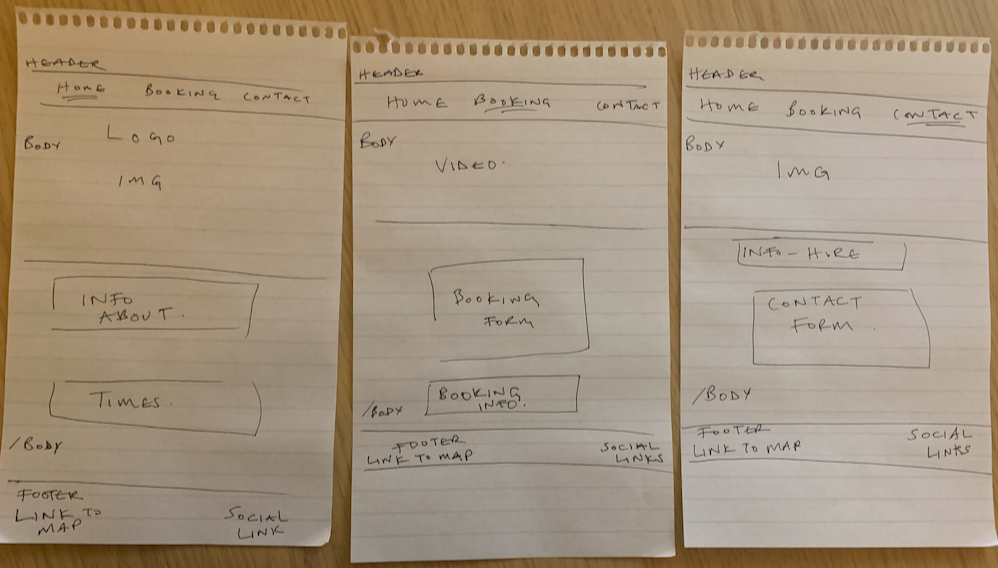 HEADER
HOME BOOKING CONTACT
BODY
LOGO
IMG
INFO
ABOUT.
TIMES.
/BODY
FOOTER
LINK TO
MAP
SOCIAL
LINK
HEADER
HOME BOOKING CONTACT
BODY
VIDEO.
BOOKING
FORM
BOOKING
INFO.
/BODY
FOOTER
LINK TO MAP
SOCIAL
LINKS
HEADER
HOME BOOKING CONTACT
BODY
IMG
INFO - HIRE
CONTACT
FORM.
/BODY
FOOTER
LINK TO MAP
SOCIAL
LINKS